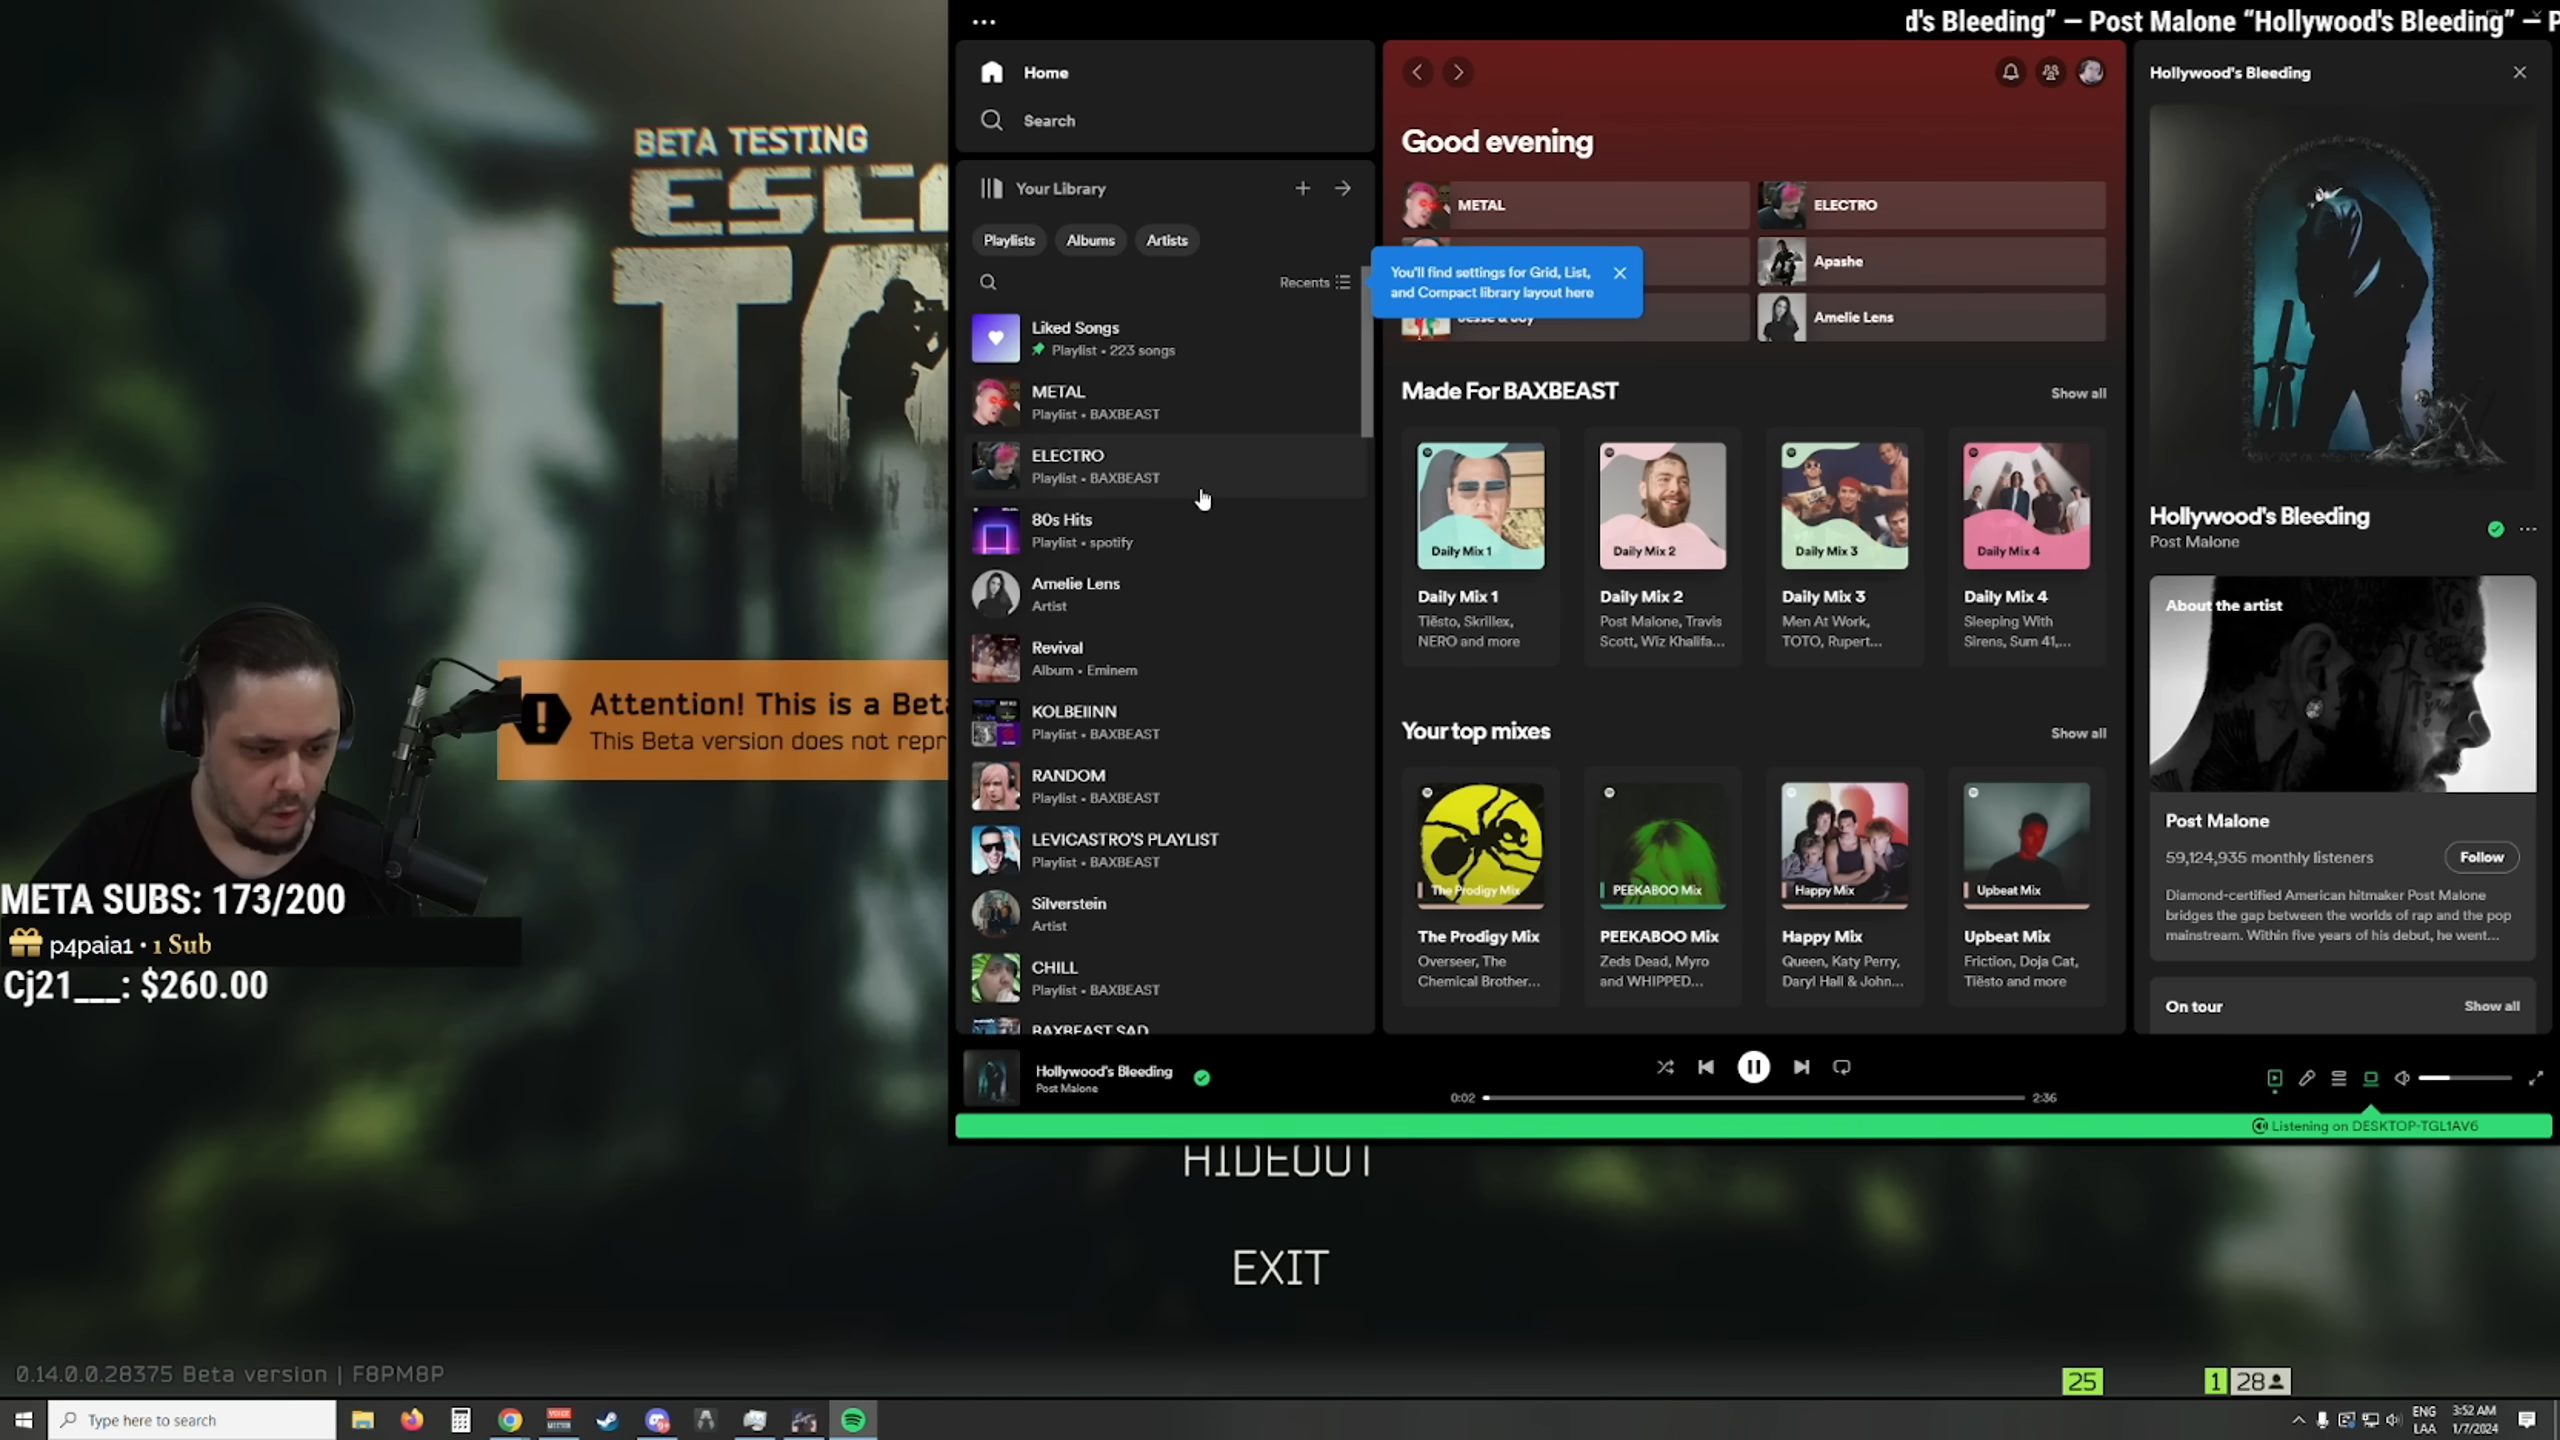 d's Bleeding” — Post Malone “Hollywood's Bleeding” — P
Home
Search
Your Library
Playlists
Albums
Artists
Recents
Liked Songs
Playlist • 223 songs
METAL
Playlist • BAXBEAST
ELECTRO
Playlist • BAXBEAST
80s Hits
Playlist • spotify
Amelie Lens
Artist
Revival
Album • Eminem
KOLBEIINN
Playlist • BAXBEAST
RANDOM
Playlist • BAXBEAST
LEVICASTRO'S PLAYLIST
Playlist • BAXBEAST
Silverstein
Artist
CHILL
Playlist • BAXBEAST
BAXBEAST SAD
Good evening
METAL
ELECTRO
Apashe
Jesse & Joy
Amelie Lens
You'll find settings for Grid, List,
and Compact library layout here
Made For BAXBEAST
Show all
Daily Mix 1
Daily Mix 2
Daily Mix 3
Daily Mix 4
Daily Mix 1
Tiësto, Skrillex,
NERO and more
Daily Mix 2
Post Malone, Travis
Scott, Wiz Khalifa...
Daily Mix 3
Men At Work,
TOTO, Rupert...
Daily Mix 4
Sleeping With
Sirens, Sum 41,...
Your top mixes
Show all
The Prodigy Mix
PEEKABOO Mix
Happy Mix
Upbeat Mix
The Prodigy Mix
Overseer, The
Chemical Brother...
PEEKABOO Mix
Zeds Dead, Myro
and WHIPPED...
Happy Mix
Queen, Katy Perry,
Daryl Hall & John...
Upbeat Mix
Friction, Doja Cat,
Tiësto and more
Hollywood's Bleeding
Hollywood's Bleeding
Post Malone
About the artist
Post Malone
59,124,935 monthly listeners
Follow
Diamond-certified American hitmaker Post Malone
bridges the gap between the worlds of rap and the pop
mainstream. Within five years of his debut, he went...
On tour
Show all
Hollywood's Bleeding
Post Malone
0:02
2:36
Listening on DESKTOP-TGL1AV6
BETA TESTING
ESC
T
Attention! This is a Beta
This Beta version does not repr
META SUBS: 173/200
p4paia1 • 1 Sub
Cj21___: $260.00
HIDEOUT
EXIT
0.14.0.0.28375 Beta version | F8PM8P
25
1
28
Type here to search
ENG
LAA
3:52 AM
1/7/2024